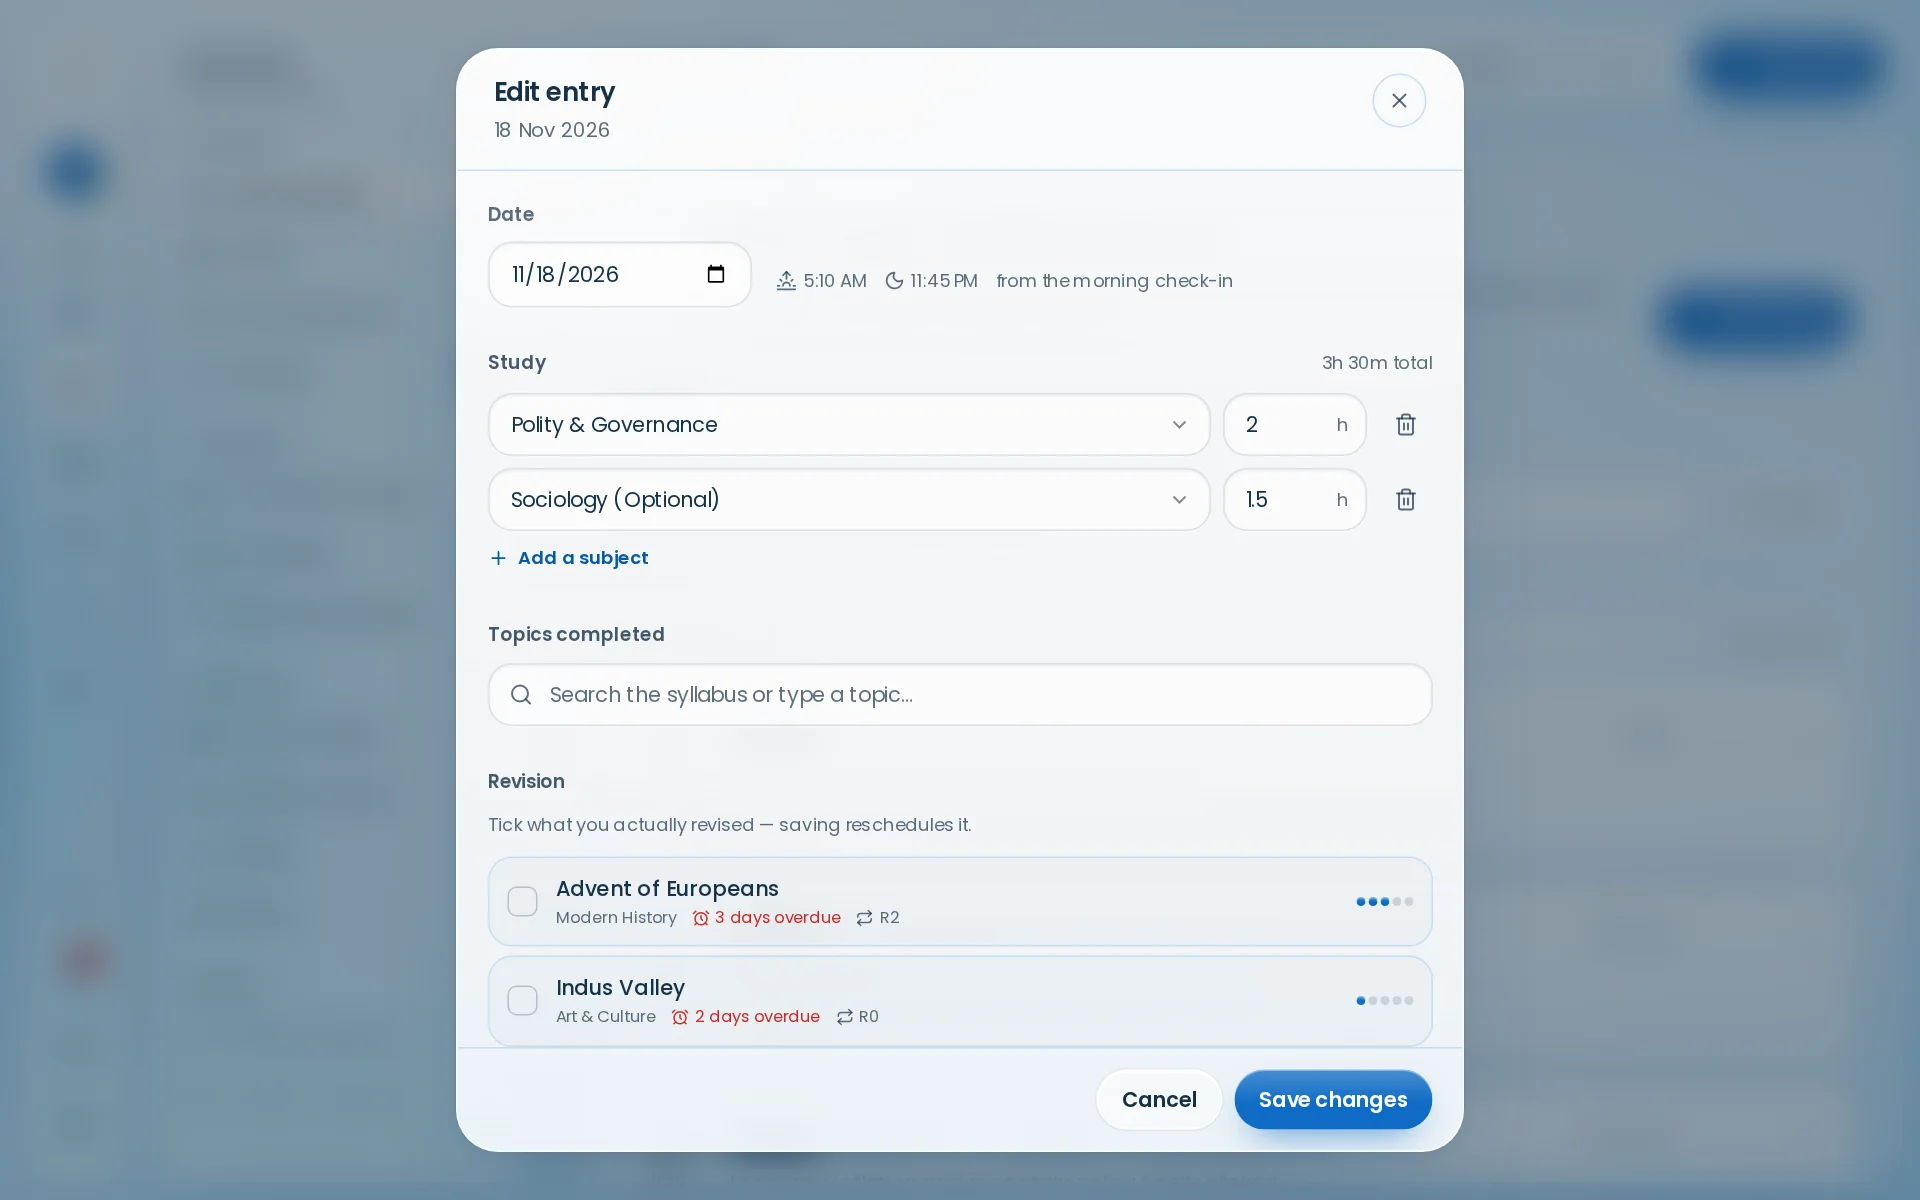 Edit entry
18 Nov 2026
Date
11/18/2026
5:10 AM 11:45 PM from the morning check-in
Study 3h 30m total
Polity & Governance 2 h
Sociology (Optional) 1.5 h
Add a subject
Topics completed
Search the syllabus or type a topic...
Revision
Tick what you actually revised — saving reschedules it.
Advent of Europeans
Modern History 3 days overdue R2
Indus Valley
Art & Culture 2 days overdue R0
Cancel Save changes